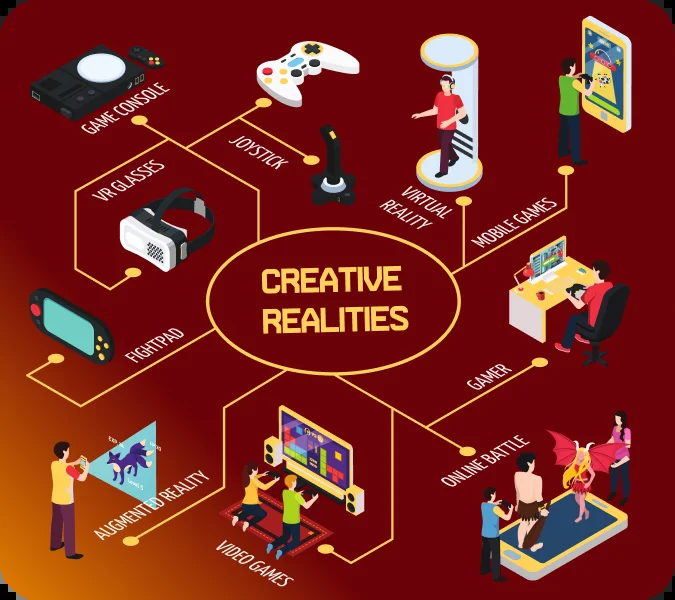 GAME CONSOLE
JOYSTICK
VR GLASSES
VIRTUAL
REALITY
MOBILE GAMES
CREATIVE
REALITIES
FIGHTPAD
GAMER
ONLINE BATTLE
AUGMENTED REALITY
VIDEO GAMES